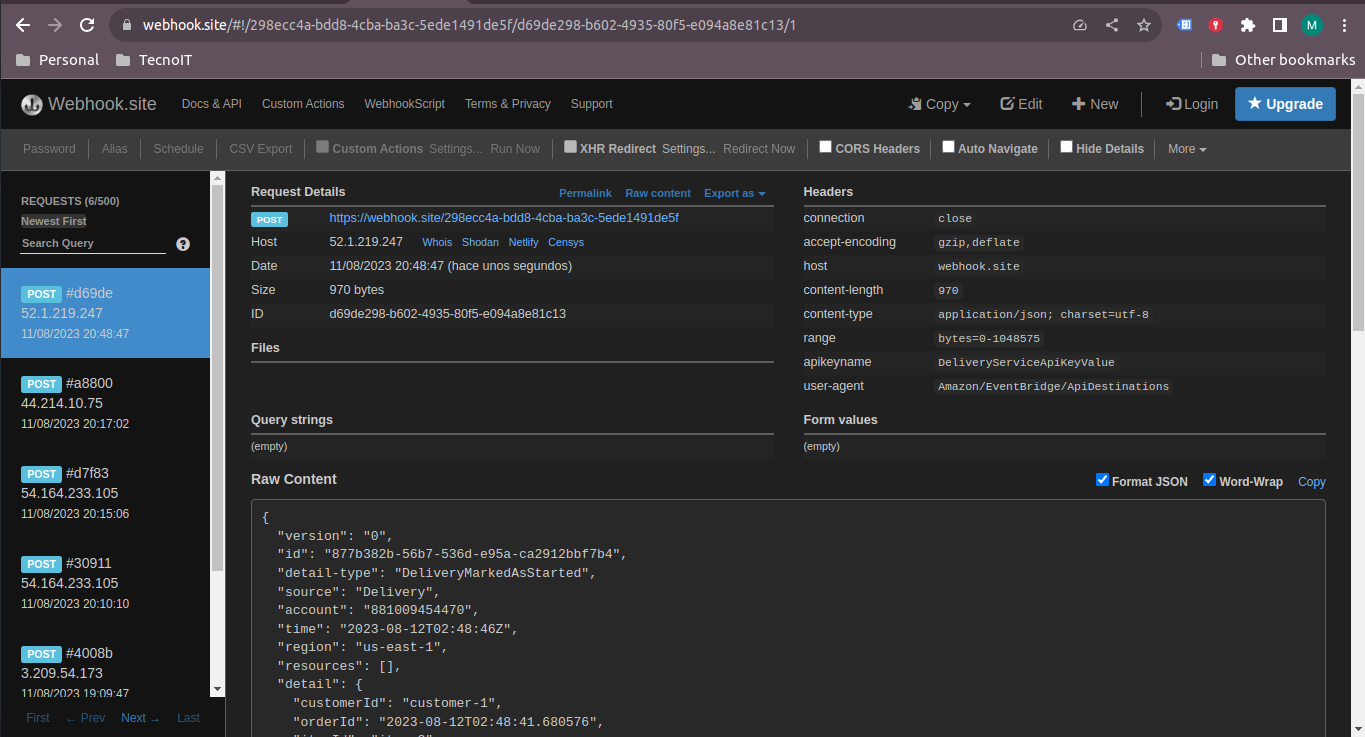 webhook.site/#!/298ecc4a-bdd8-4cba-ba3c-5ede1491de5f/d69de298-b602-4935-80f5-e094a8e81c13/1
M
Personal TecnoIT Other bookmarks
Webhook.site Docs & API Custom Actions WebhookScript Terms & Privacy Support Copy Edit New Login Upgrade
Password Alias Schedule CSV Export Custom Actions Settings... Run Now XHR Redirect Settings... Redirect Now CORS Headers Auto Navigate Hide Details More
REQUESTS (6/500)
Newest First
Search Query
POST #d69de
52.1.219.247
11/08/2023 20:48:47
POST #a8800
44.214.10.75
11/08/2023 20:17:02
POST #d7f83
54.164.233.105
11/08/2023 20:15:06
POST #30911
54.164.233.105
11/08/2023 20:10:10
POST #4008b
3.209.54.173
11/08/2023 19:09:47
First ← Prev Next → Last
Request Details Permalink Raw content Export as
POST https://webhook.site/298ecc4a-bdd8-4cba-ba3c-5ede1491de5f
Host 52.1.219.247 Whois Shodan Netlify Censys
Date 11/08/2023 20:48:47 (hace unos segundos)
Size 970 bytes
ID d69de298-b602-4935-80f5-e094a8e81c13
Files
Headers
connection close
accept-encoding gzip,deflate
host webhook.site
content-length 970
content-type application/json; charset=utf-8
range bytes=0-1048575
apikeyname DeliveryServiceApiKeyValue
user-agent Amazon/EventBridge/ApiDestinations
Query strings
(empty)
Form values
(empty)
Raw Content Format JSON Word-Wrap Copy
{
"version": "0",
"id": "877b382b-56b7-536d-e95a-ca2912bbf7b4",
"detail-type": "DeliveryMarkedAsStarted",
"source": "Delivery",
"account": "881009454470",
"time": "2023-08-12T02:48:46Z",
"region": "us-east-1",
"resources": [],
"detail": {
"customerId": "customer-1",
"orderId": "2023-08-12T02:48:41.680576",